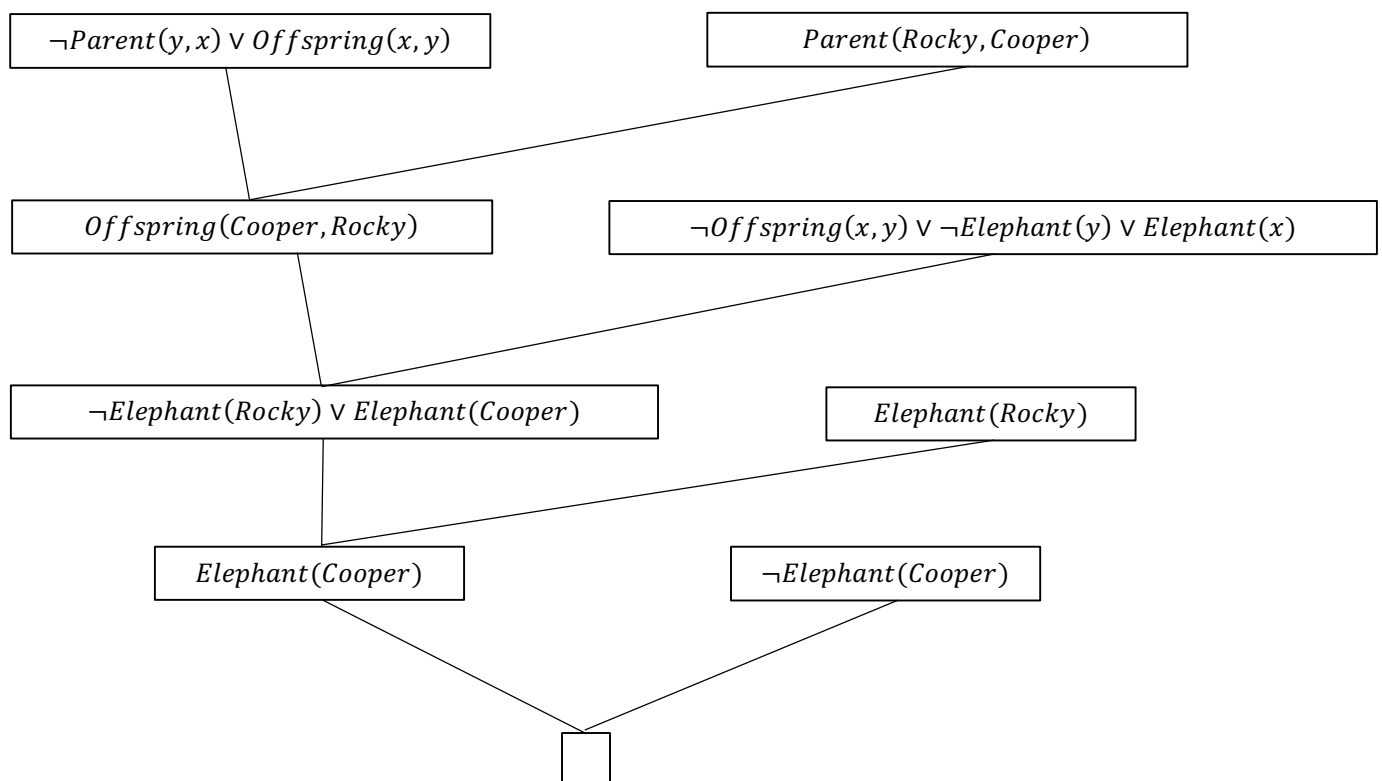 ¬Parent(y, x) ∨ Offspring(x, y)
Parent(Rocky, Cooper)
Offspring(Cooper, Rocky)
¬Offspring(x, y) ∨ ¬Elephant(y) ∨ Elephant(x)
¬Elephant(Rocky) ∨ Elephant(Cooper)
Elephant(Rocky)
Elephant(Cooper)
¬Elephant(Cooper)